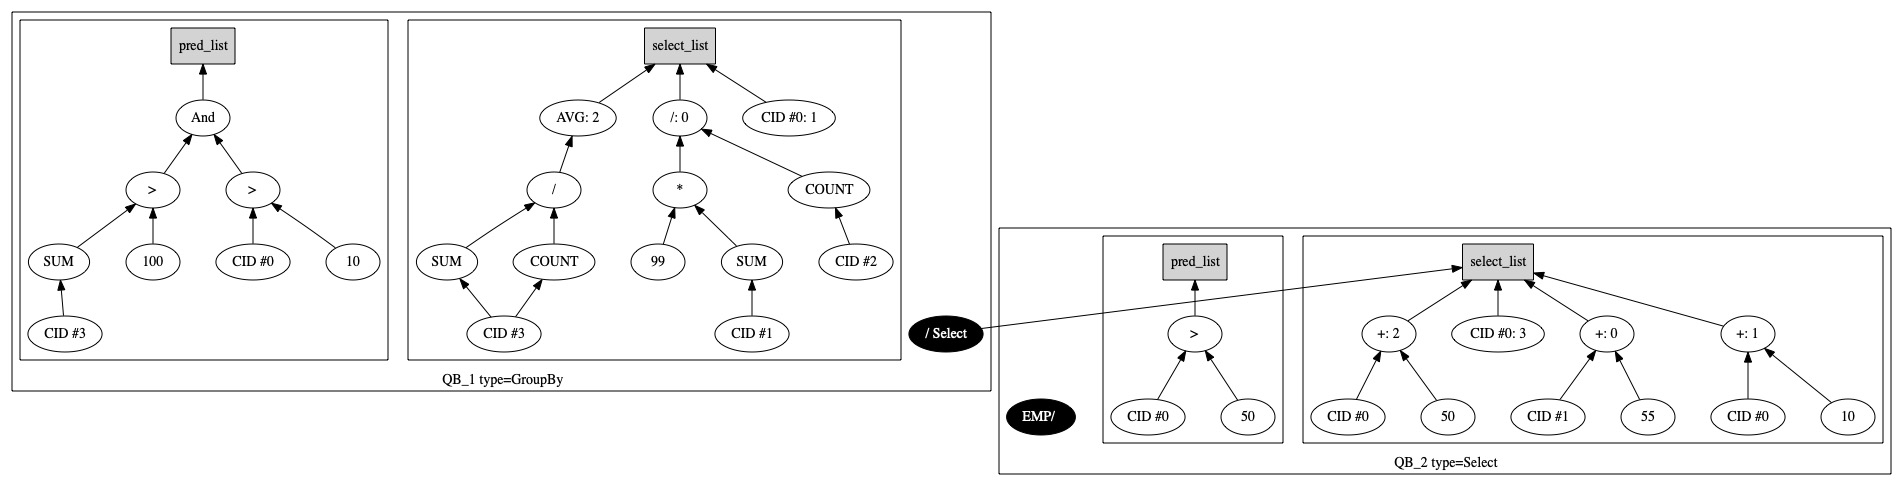 pred_list
select_list
And
AVG: 2
/: 0
CID #0: 1
>
>
/
*
COUNT
SUM
100
CID #0
10
SUM
COUNT
99
SUM
CID #2
CID #3
CID #3
CID #1
/ Select
QB_1 type=GroupBy
pred_list
select_list
>
+: 2
CID #0: 3
+: 0
+: 1
EMP/
CID #0
50
CID #0
50
CID #1
55
CID #0
10
QB_2 type=Select